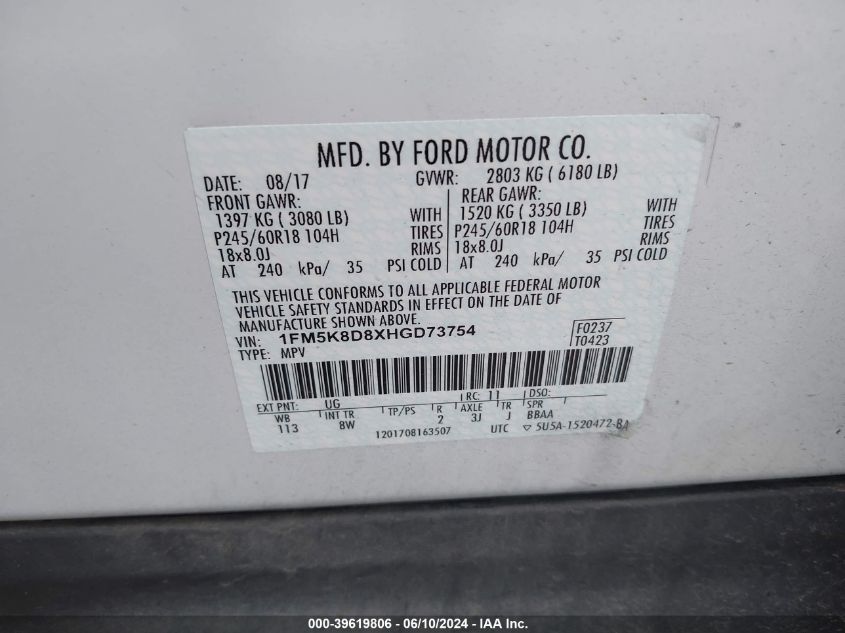 MFD. BY FORD MOTOR CO.
DATE: 08/17 GVWR: 2803 KG ( 6180 LB)
FRONT GAWR: REAR GAWR:
1397 KG ( 3080 LB) WITH 1520 KG ( 3350 LB) WITH
P245/60R18 104H TIRES P245/60R18 104H TIRES
18x8.0J RIMS 18x8.0J RIMS
AT 240 kPa/ 35 PSI COLD AT 240 kPa/ 35 PSI COLD
THIS VEHICLE CONFORMS TO ALL APPLICABLE FEDERAL MOTOR
VEHICLE SAFETY STANDARDS IN EFFECT ON THE DATE OF
MANUFACTURE SHOWN ABOVE.
VIN: 1FM5K8D8XHGD73754 F0237
TYPE: MPV T0423
EXT PNT: UG RC: 11 DSO:
WB INT TR TP/PS R AXLE TR SPR
113 8W 2 3J J BBAA
1201708163507 UTC ▽ 5U5A-1520472-BA
000-39619806 - 06/10/2024 - IAA Inc.